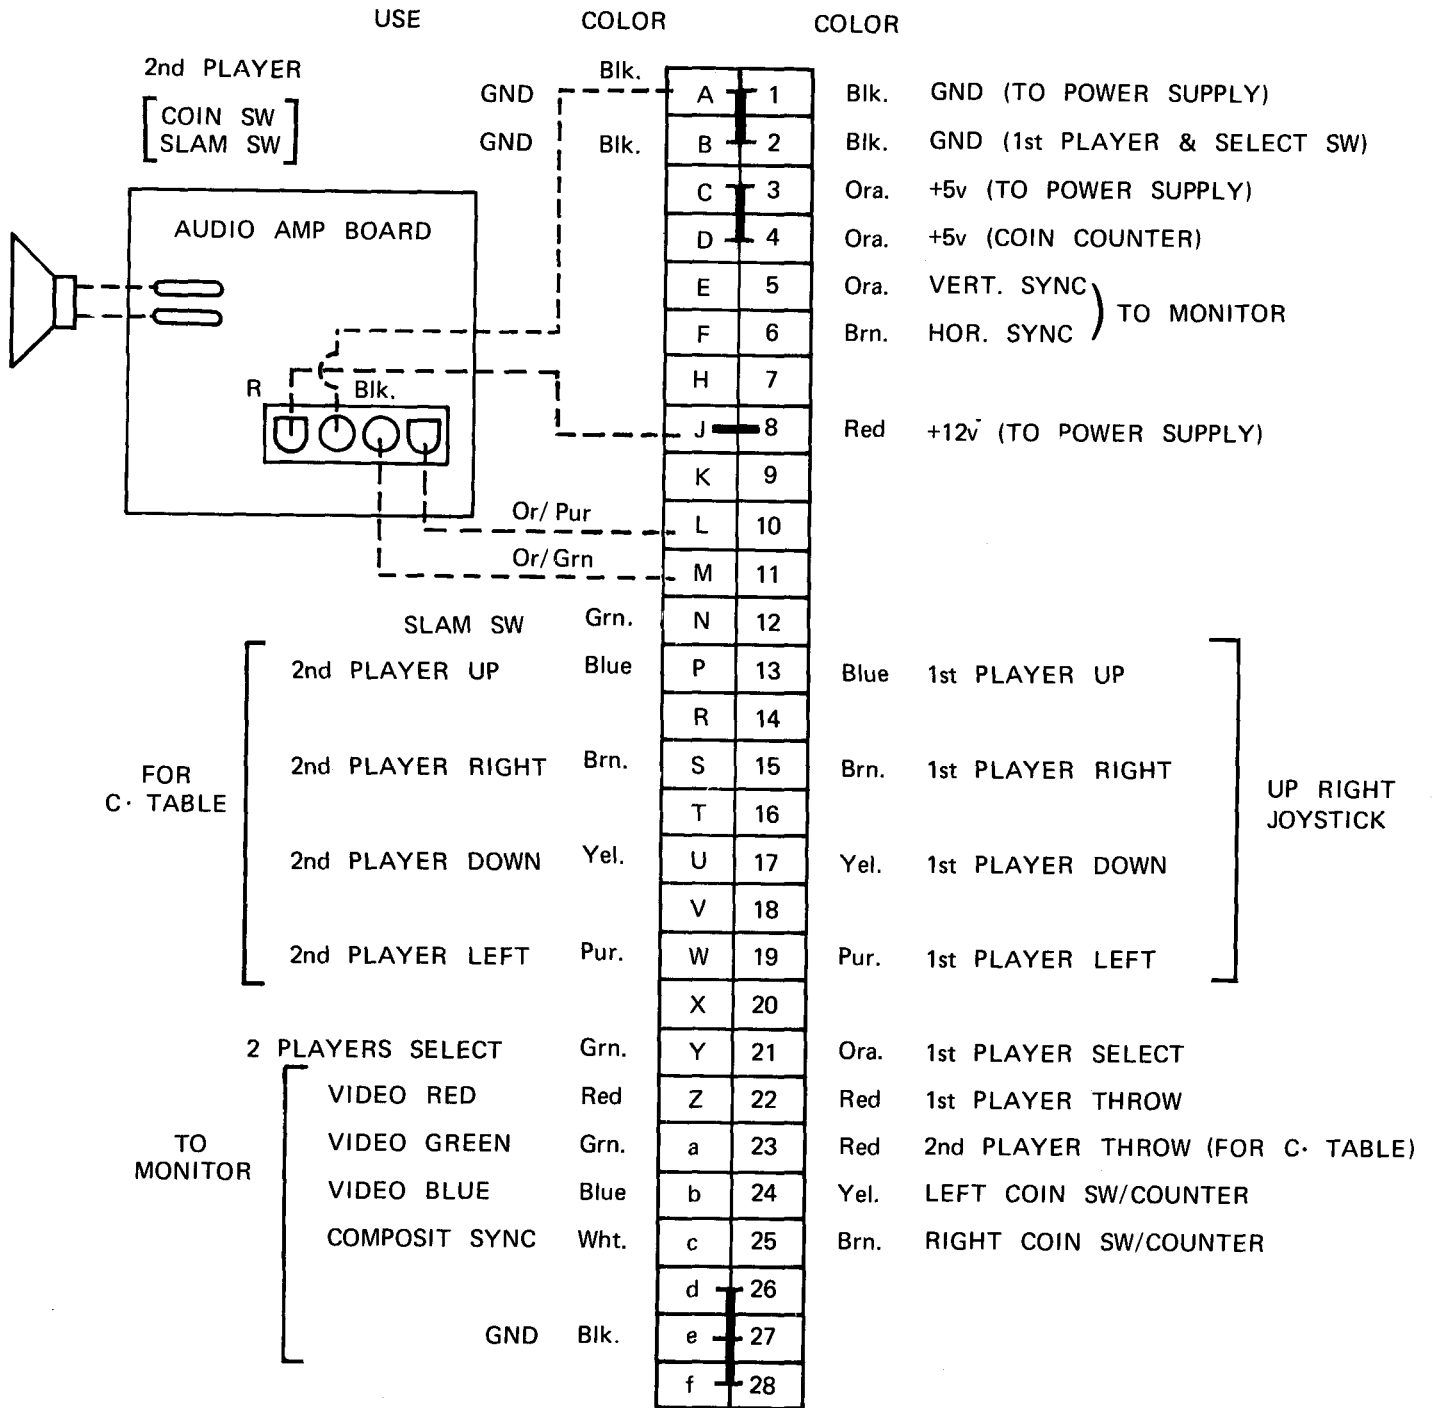 USE COLOR COLOR
2nd PLAYER
COIN SW
SLAM SW
AUDIO AMP BOARD
R Blk.
GND Blk. A 1 Blk. GND (TO POWER SUPPLY)
GND Blk. B 2 Blk. GND (1st PLAYER & SELECT SW)
C 3 Ora. +5v (TO POWER SUPPLY)
D 4 Ora. +5v (COIN COUNTER)
E 5 Ora. VERT. SYNC
F 6 Brn. HOR. SYNC
TO MONITOR
H 7
J 8 Red +12v (TO POWER SUPPLY)
K 9
Or/Pur L 10
Or/Grn M 11
SLAM SW Grn. N 12
FOR
C· TABLE
2nd PLAYER UP Blue P 13 Blue 1st PLAYER UP
R 14
2nd PLAYER RIGHT Brn. S 15 Brn. 1st PLAYER RIGHT
T 16
2nd PLAYER DOWN Yel. U 17 Yel. 1st PLAYER DOWN
V 18
2nd PLAYER LEFT Pur. W 19 Pur. 1st PLAYER LEFT
UP RIGHT
JOYSTICK
X 20
2 PLAYERS SELECT Grn. Y 21 Ora. 1st PLAYER SELECT
TO
MONITOR
VIDEO RED Red Z 22 Red 1st PLAYER THROW
VIDEO GREEN Grn. a 23 Red 2nd PLAYER THROW (FOR C· TABLE)
VIDEO BLUE Blue b 24 Yel. LEFT COIN SW/COUNTER
COMPOSIT SYNC Wht. c 25 Brn. RIGHT COIN SW/COUNTER
d 26
GND Blk. e 27
f 28